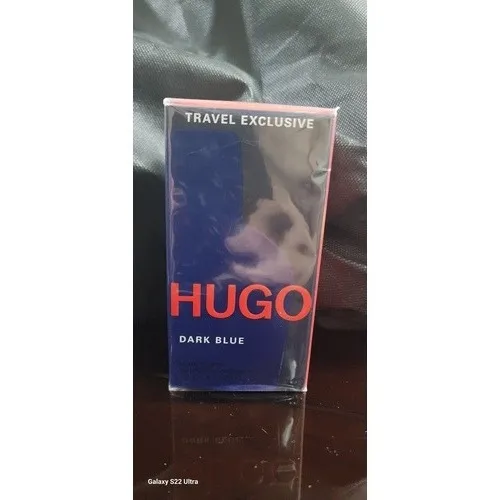 TRAVEL EXCLUSIVE
HUGO
DARK BLUE
Galaxy S22 Ultra